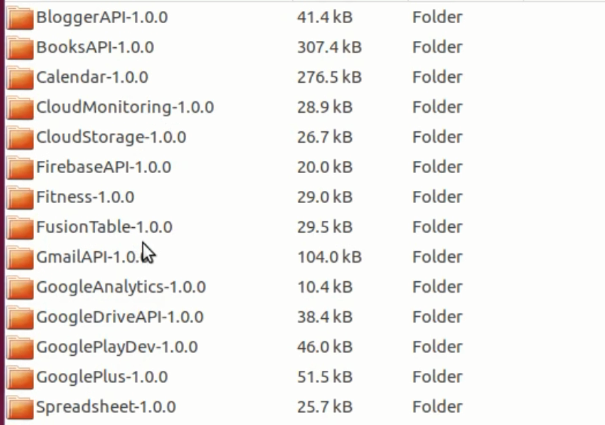 BloggerAPI-1.0.0 41.4 kB Folder
BooksAPI-1.0.0 307.4 kB Folder
Calendar-1.0.0 276.5 kB Folder
CloudMonitoring-1.0.0 28.9 kB Folder
CloudStorage-1.0.0 26.7 kB Folder
FirebaseAPI-1.0.0 20.0 kB Folder
Fitness-1.0.0 29.0 kB Folder
FusionTable-1.0.0 29.5 kB Folder
GmailAPI-1.0. 104.0 kB Folder
GoogleAnalytics-1.0.0 10.4 kB Folder
GoogleDriveAPI-1.0.0 38.4 kB Folder
GooglePlayDev-1.0.0 46.0 kB Folder
GooglePlus-1.0.0 51.5 kB Folder
Spreadsheet-1.0.0 25.7 kB Folder